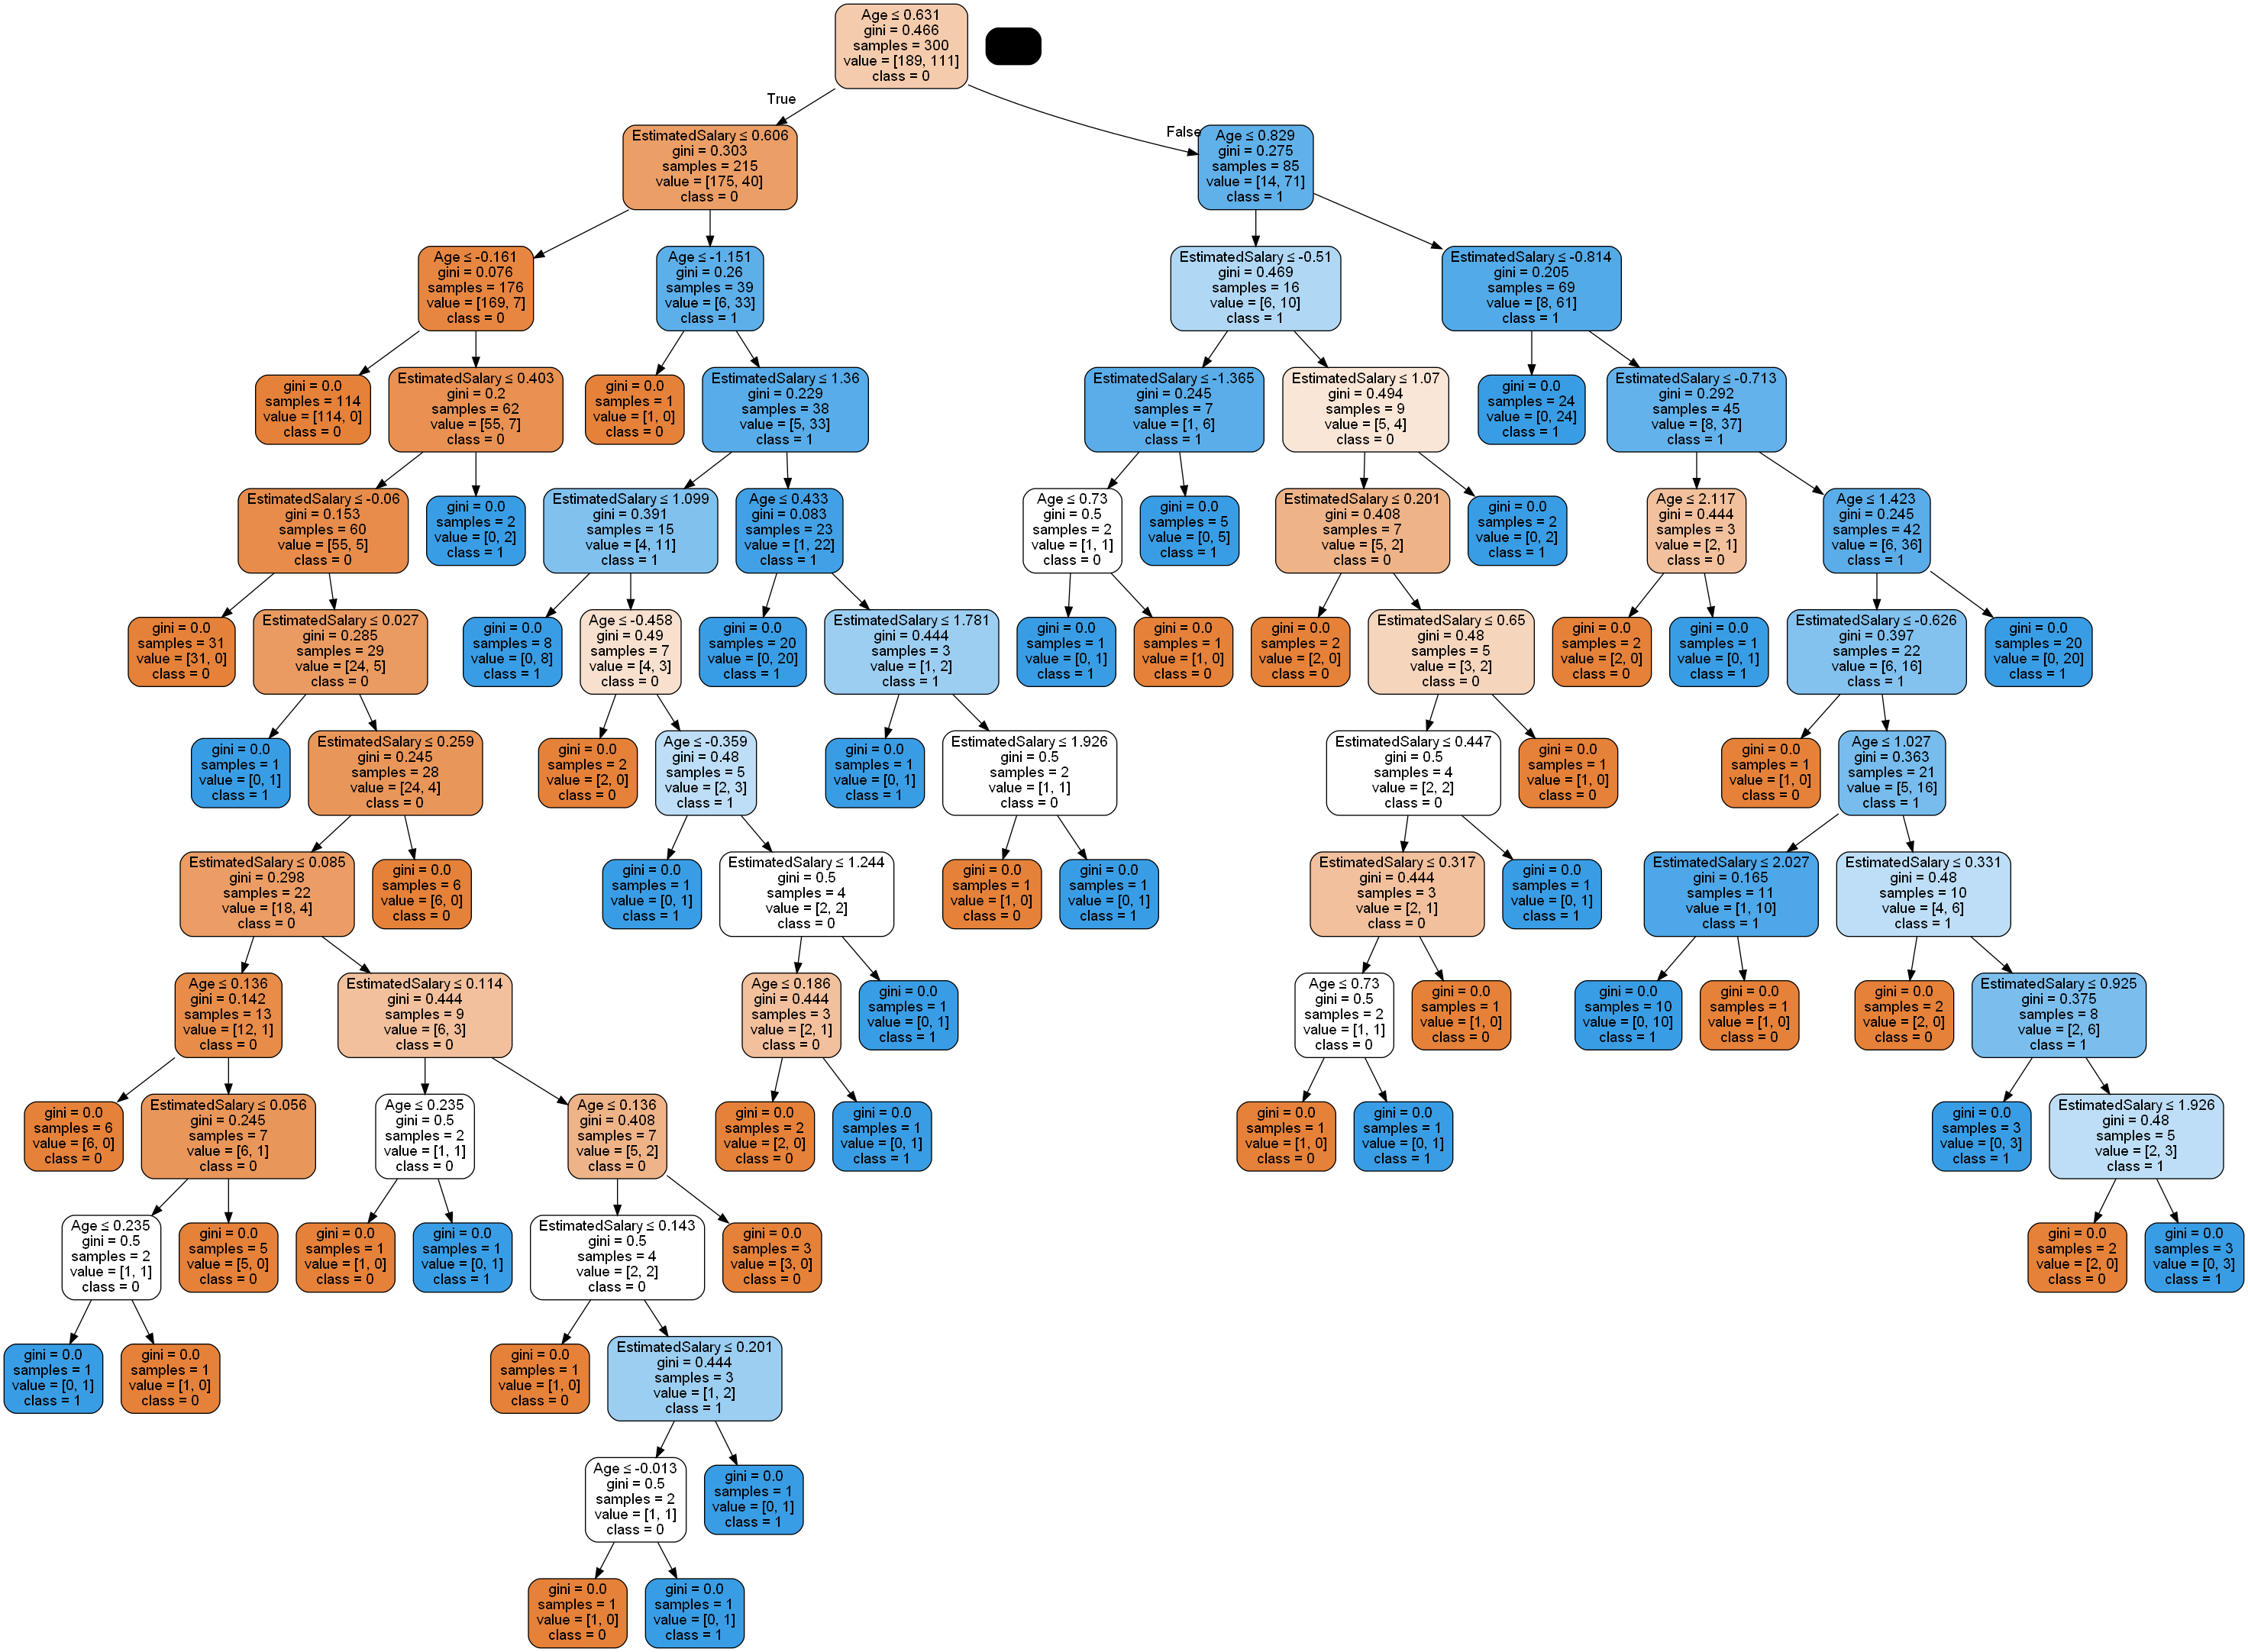 Age ≤ 0.631
gini = 0.466
samples = 300
value = [189, 111]
class = 0
True
False
EstimatedSalary ≤ 0.606
gini = 0.303
samples = 215
value = [175, 40]
class = 0
Age ≤ 0.829
gini = 0.275
samples = 85
value = [14, 71]
class = 1
Age ≤ -0.161
gini = 0.076
samples = 176
value = [169, 7]
class = 0
Age ≤ -1.151
gini = 0.26
samples = 39
value = [6, 33]
class = 1
EstimatedSalary ≤ -0.51
gini = 0.469
samples = 16
value = [6, 10]
class = 1
EstimatedSalary ≤ -0.814
gini = 0.205
samples = 69
value = [8, 61]
class = 1
gini = 0.0
samples = 114
value = [114, 0]
class = 0
EstimatedSalary ≤ 0.403
gini = 0.2
samples = 62
value = [55, 7]
class = 0
gini = 0.0
samples = 1
value = [1, 0]
class = 0
EstimatedSalary ≤ 1.36
gini = 0.229
samples = 38
value = [5, 33]
class = 1
EstimatedSalary ≤ -1.365
gini = 0.245
samples = 7
value = [1, 6]
class = 1
EstimatedSalary ≤ 1.07
gini = 0.494
samples = 9
value = [5, 4]
class = 0
gini = 0.0
samples = 24
value = [0, 24]
class = 1
EstimatedSalary ≤ -0.713
gini = 0.292
samples = 45
value = [8, 37]
class = 1
EstimatedSalary ≤ -0.06
gini = 0.153
samples = 60
value = [55, 5]
class = 0
gini = 0.0
samples = 2
value = [0, 2]
class = 1
EstimatedSalary ≤ 1.099
gini = 0.391
samples = 15
value = [4, 11]
class = 1
Age ≤ 0.433
gini = 0.083
samples = 23
value = [1, 22]
class = 1
Age ≤ 0.73
gini = 0.5
samples = 2
value = [1, 1]
class = 0
gini = 0.0
samples = 5
value = [0, 5]
class = 1
EstimatedSalary ≤ 0.201
gini = 0.408
samples = 7
value = [5, 2]
class = 0
gini = 0.0
samples = 2
value = [0, 2]
class = 1
Age ≤ 2.117
gini = 0.444
samples = 3
value = [2, 1]
class = 0
Age ≤ 1.423
gini = 0.245
samples = 42
value = [6, 36]
class = 1
gini = 0.0
samples = 31
value = [31, 0]
class = 0
EstimatedSalary ≤ 0.027
gini = 0.285
samples = 29
value = [24, 5]
class = 0
gini = 0.0
samples = 8
value = [0, 8]
class = 1
Age ≤ -0.458
gini = 0.49
samples = 7
value = [4, 3]
class = 0
gini = 0.0
samples = 20
value = [0, 20]
class = 1
EstimatedSalary ≤ 1.781
gini = 0.444
samples = 3
value = [1, 2]
class = 1
gini = 0.0
samples = 1
value = [0, 1]
class = 1
gini = 0.0
samples = 1
value = [1, 0]
class = 0
gini = 0.0
samples = 2
value = [2, 0]
class = 0
EstimatedSalary ≤ 0.65
gini = 0.48
samples = 5
value = [3, 2]
class = 0
gini = 0.0
samples = 2
value = [2, 0]
class = 0
gini = 0.0
samples = 1
value = [0, 1]
class = 1
EstimatedSalary ≤ -0.626
gini = 0.397
samples = 22
value = [6, 16]
class = 1
gini = 0.0
samples = 20
value = [0, 20]
class = 1
gini = 0.0
samples = 1
value = [0, 1]
class = 1
EstimatedSalary ≤ 0.259
gini = 0.245
samples = 28
value = [24, 4]
class = 0
gini = 0.0
samples = 2
value = [2, 0]
class = 0
Age ≤ -0.359
gini = 0.48
samples = 5
value = [2, 3]
class = 1
gini = 0.0
samples = 1
value = [0, 1]
class = 1
EstimatedSalary ≤ 1.926
gini = 0.5
samples = 2
value = [1, 1]
class = 0
EstimatedSalary ≤ 0.447
gini = 0.5
samples = 4
value = [2, 2]
class = 0
gini = 0.0
samples = 1
value = [1, 0]
class = 0
gini = 0.0
samples = 1
value = [1, 0]
class = 0
Age ≤ 1.027
gini = 0.363
samples = 21
value = [5, 16]
class = 1
EstimatedSalary ≤ 0.085
gini = 0.298
samples = 22
value = [18, 4]
class = 0
gini = 0.0
samples = 6
value = [6, 0]
class = 0
gini = 0.0
samples = 1
value = [0, 1]
class = 1
EstimatedSalary ≤ 1.244
gini = 0.5
samples = 4
value = [2, 2]
class = 0
gini = 0.0
samples = 1
value = [1, 0]
class = 0
gini = 0.0
samples = 1
value = [0, 1]
class = 1
EstimatedSalary ≤ 0.317
gini = 0.444
samples = 3
value = [2, 1]
class = 0
gini = 0.0
samples = 1
value = [0, 1]
class = 1
EstimatedSalary ≤ 2.027
gini = 0.165
samples = 11
value = [1, 10]
class = 1
EstimatedSalary ≤ 0.331
gini = 0.48
samples = 10
value = [4, 6]
class = 1
Age ≤ 0.136
gini = 0.142
samples = 13
value = [12, 1]
class = 0
EstimatedSalary ≤ 0.114
gini = 0.444
samples = 9
value = [6, 3]
class = 0
Age ≤ 0.186
gini = 0.444
samples = 3
value = [2, 1]
class = 0
gini = 0.0
samples = 1
value = [0, 1]
class = 1
Age ≤ 0.73
gini = 0.5
samples = 2
value = [1, 1]
class = 0
gini = 0.0
samples = 1
value = [1, 0]
class = 0
gini = 0.0
samples = 10
value = [0, 10]
class = 1
gini = 0.0
samples = 1
value = [1, 0]
class = 0
gini = 0.0
samples = 2
value = [2, 0]
class = 0
EstimatedSalary ≤ 0.925
gini = 0.375
samples = 8
value = [2, 6]
class = 1
gini = 0.0
samples = 6
value = [6, 0]
class = 0
EstimatedSalary ≤ 0.056
gini = 0.245
samples = 7
value = [6, 1]
class = 0
Age ≤ 0.235
gini = 0.5
samples = 2
value = [1, 1]
class = 0
Age ≤ 0.136
gini = 0.408
samples = 7
value = [5, 2]
class = 0
gini = 0.0
samples = 2
value = [2, 0]
class = 0
gini = 0.0
samples = 1
value = [0, 1]
class = 1
gini = 0.0
samples = 1
value = [1, 0]
class = 0
gini = 0.0
samples = 1
value = [0, 1]
class = 1
gini = 0.0
samples = 3
value = [0, 3]
class = 1
EstimatedSalary ≤ 1.926
gini = 0.48
samples = 5
value = [2, 3]
class = 1
Age ≤ 0.235
gini = 0.5
samples = 2
value = [1, 1]
class = 0
gini = 0.0
samples = 5
value = [5, 0]
class = 0
gini = 0.0
samples = 1
value = [1, 0]
class = 0
gini = 0.0
samples = 1
value = [0, 1]
class = 1
EstimatedSalary ≤ 0.143
gini = 0.5
samples = 4
value = [2, 2]
class = 0
gini = 0.0
samples = 3
value = [3, 0]
class = 0
gini = 0.0
samples = 2
value = [2, 0]
class = 0
gini = 0.0
samples = 3
value = [0, 3]
class = 1
gini = 0.0
samples = 1
value = [0, 1]
class = 1
gini = 0.0
samples = 1
value = [1, 0]
class = 0
gini = 0.0
samples = 1
value = [1, 0]
class = 0
EstimatedSalary ≤ 0.201
gini = 0.444
samples = 3
value = [1, 2]
class = 1
Age ≤ -0.013
gini = 0.5
samples = 2
value = [1, 1]
class = 0
gini = 0.0
samples = 1
value = [0, 1]
class = 1
gini = 0.0
samples = 1
value = [1, 0]
class = 0
gini = 0.0
samples = 1
value = [0, 1]
class = 1